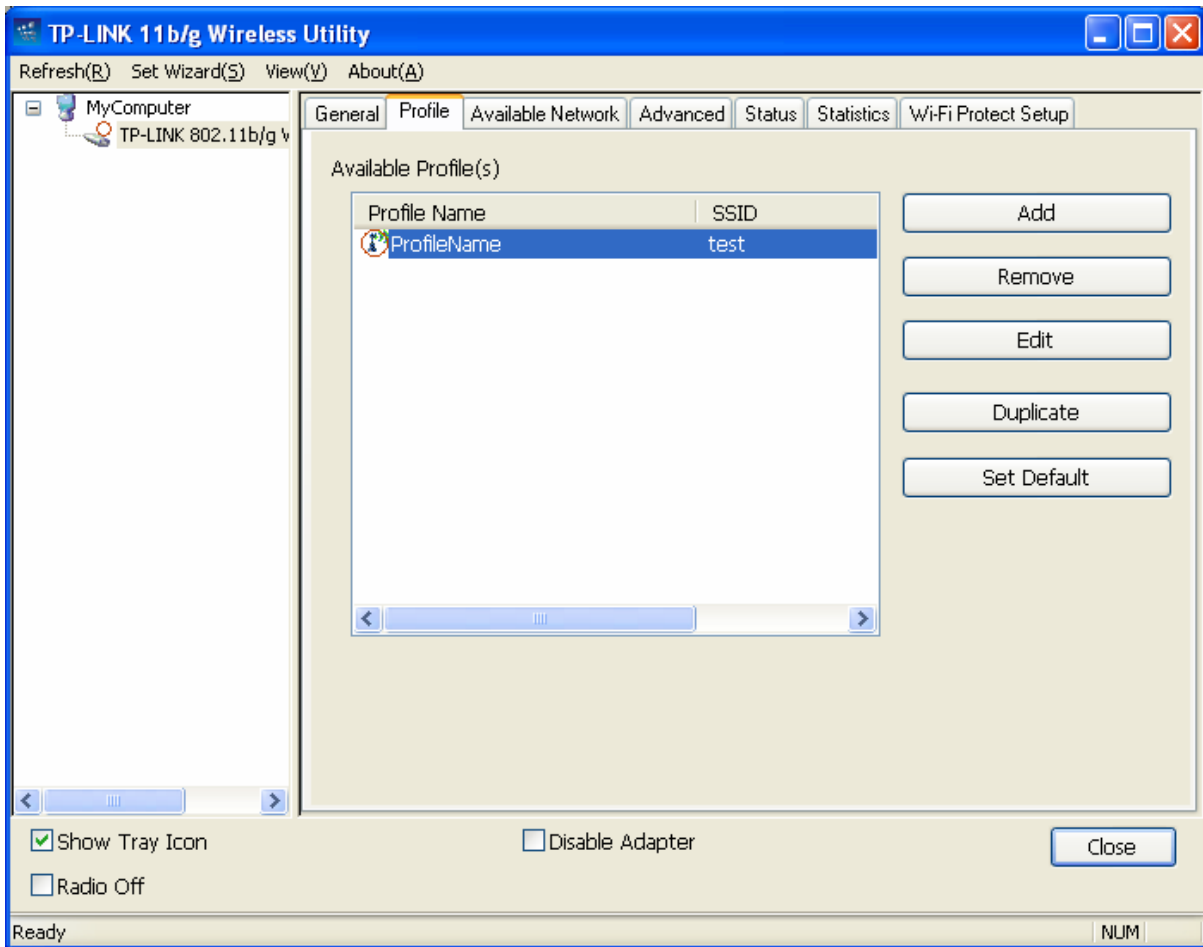 TP-LINK 11b/g Wireless Utility
Refresh(R) Set Wizard(S) View(V) About(A)
MyComputer
TP-LINK 802.11b/g
General Profile Available Network Advanced Status Statistics Wi-Fi Protect Setup
Available Profile(s)
Profile Name SSID
ProfileName test
Add
Remove
Edit
Duplicate
Set Default
Show Tray Icon Disable Adapter
Close
Radio Off
Ready NUM